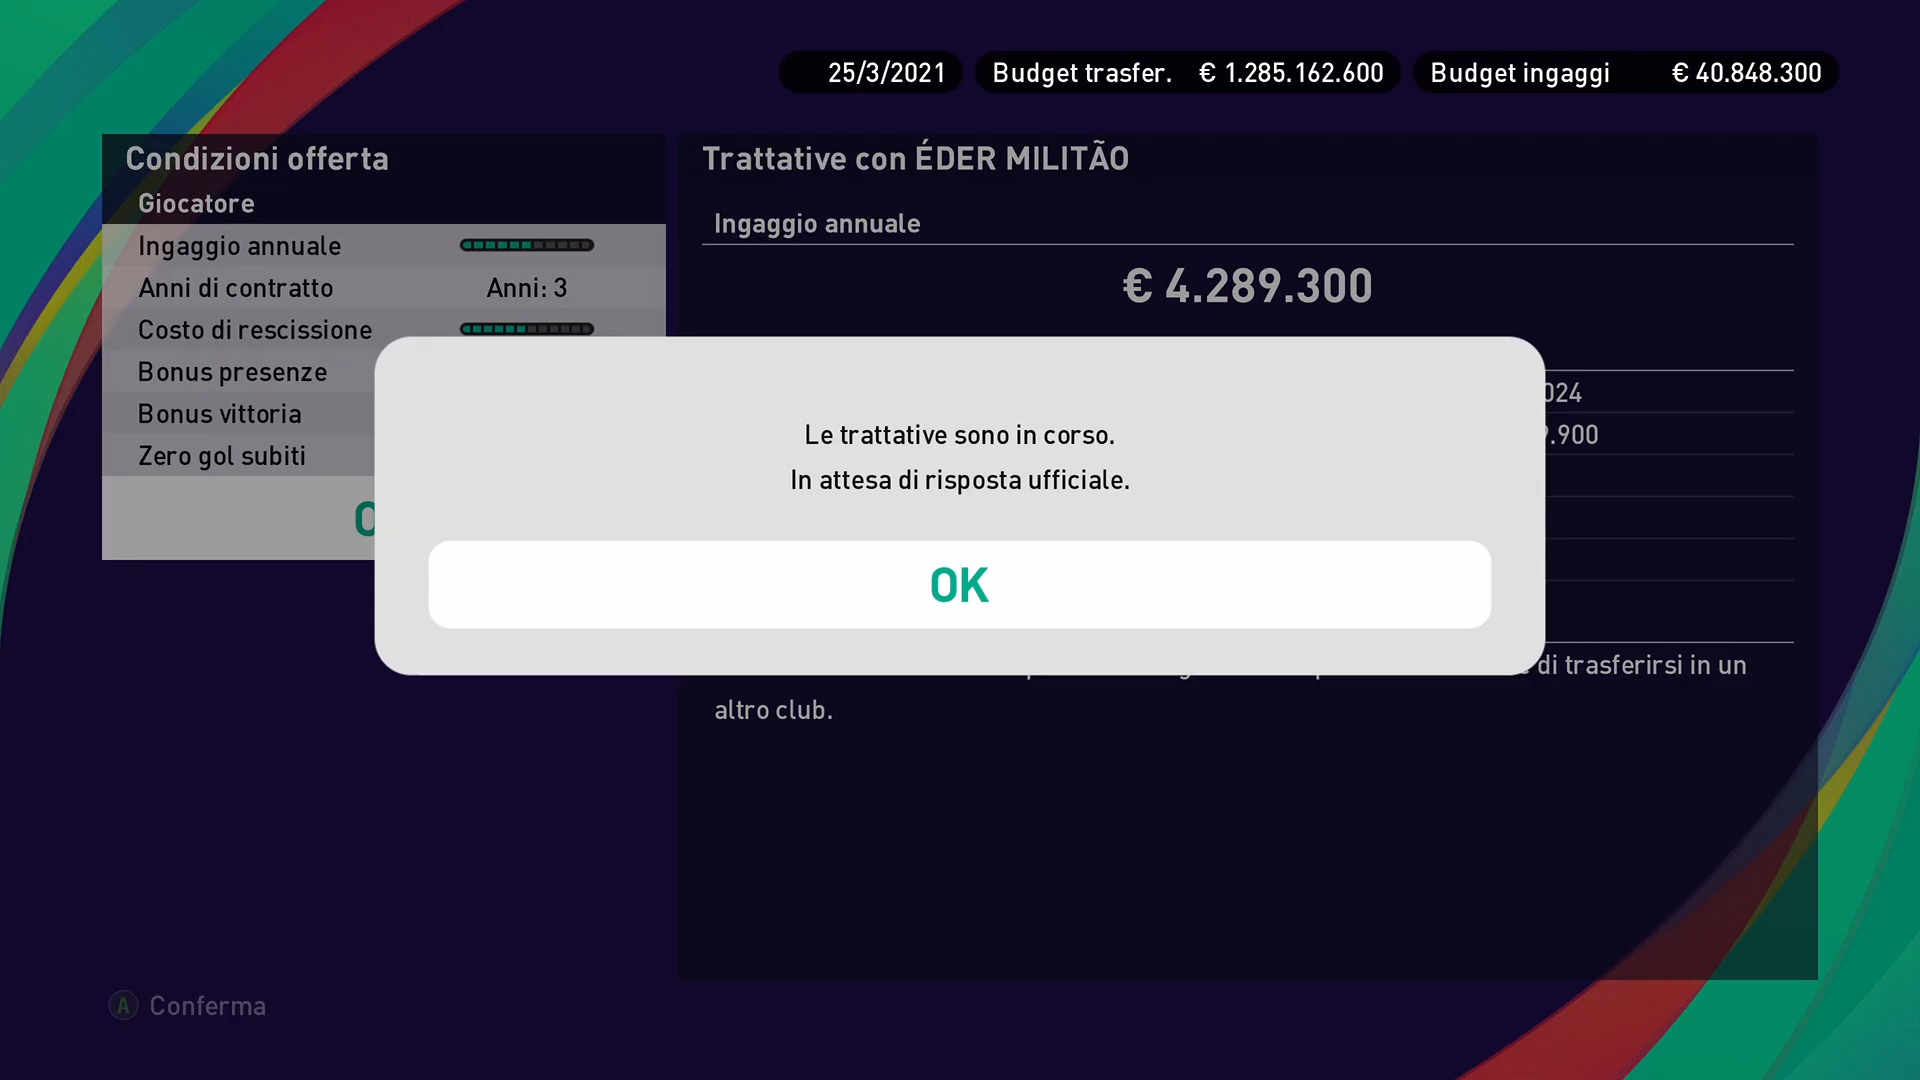 25/3/2021 Budget trasfer. € 1.285.162.600 Budget ingaggi € 40.848.300
Condizioni offerta
Giocatore
Ingaggio annuale
Anni di contratto Anni: 3
Costo di rescissione
Bonus presenze
Bonus vittoria
Zero gol subiti
Trattative con ÉDER MILITÃO
Ingaggio annuale
€ 4.289.300
Le trattative sono in corso.
In attesa di risposta ufficiale.
OK
di trasferirsi in un
altro club.
A Conferma